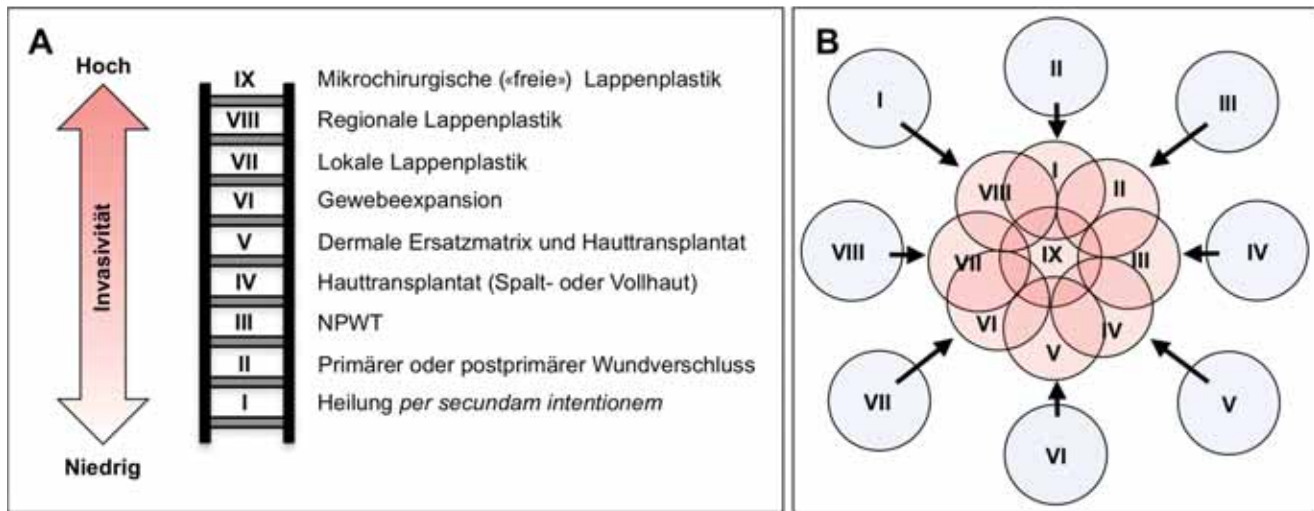 A
Hoch
Invasivität
Niedrig
IX Mikrochirurgische («freie») Lappenplastik
VIII Regionale Lappenplastik
VII Lokale Lappenplastik
VI Gewebeexpansion
V Dermale Ersatzmatrix und Hauttransplantat
IV Hauttransplantat (Spalt- oder Vollhaut)
III NPWT
II Primärer oder postprimärer Wundverschluss
I Heilung per secundam intentionem
B
I
II
III
IV
V
VI
VII
VIII
I
II
III
IV
V
VI
VII
VIII
IX